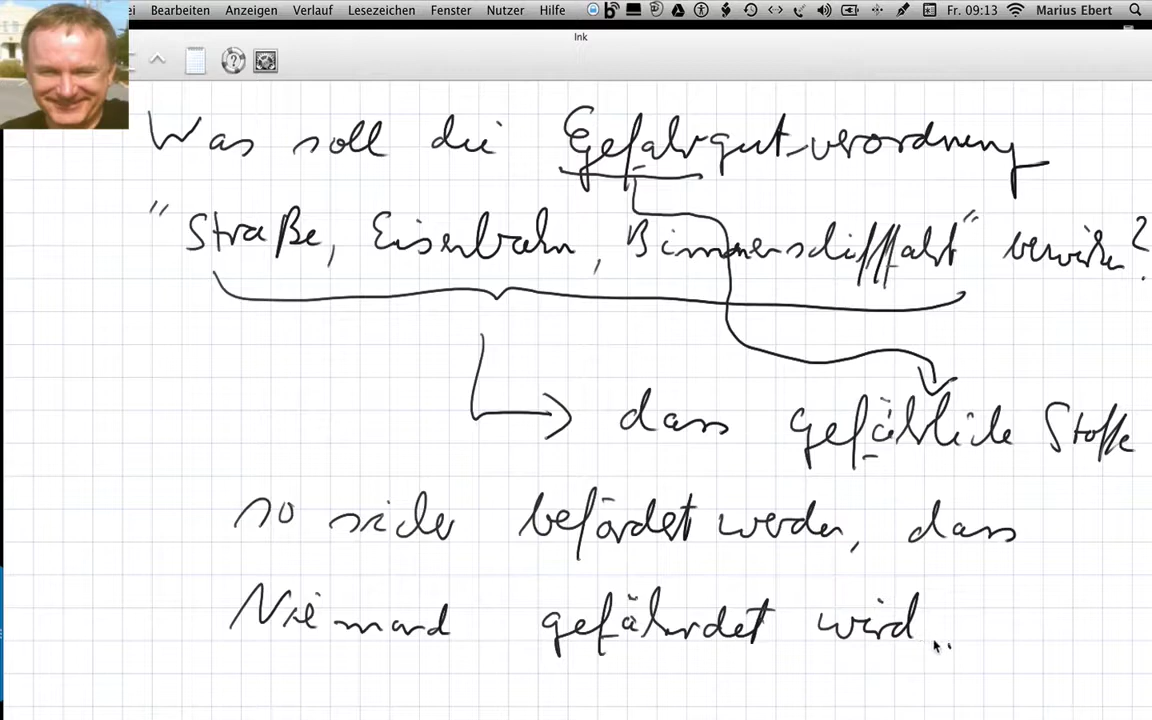 Bearbeiten Anzeigen Verlauf Lesezeichen Fenster Nutzer Hilfe Fr. 09:13 Marius Ebert
Ink
Was soll die Gefahrgut-verordnung
"Straße, Eisenbahn, Binnenschifffahrt" bewirken?
dass gefährliche Stoffe
so sicher befördert werden, dass
Niemand gefährdet wird.